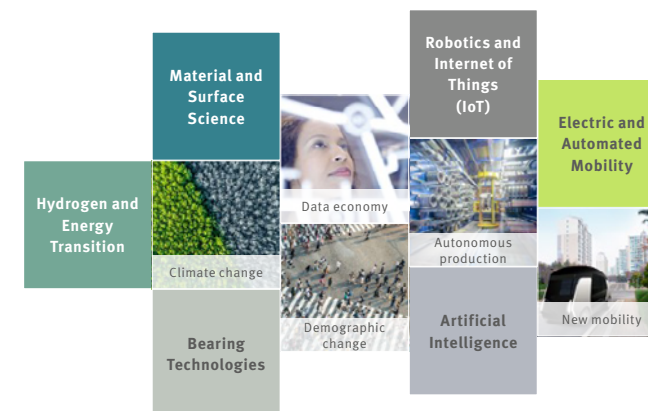 Robotics and
Internet of
Things
(IoT)
Material and
Surface
Science
Electric and
Automated
Mobility
Hydrogen and
Energy
Transition
Data economy
Autonomous
production
Climate change
New mobility
Demographic
change
Artificial
Intelligence
Bearing
Technologies